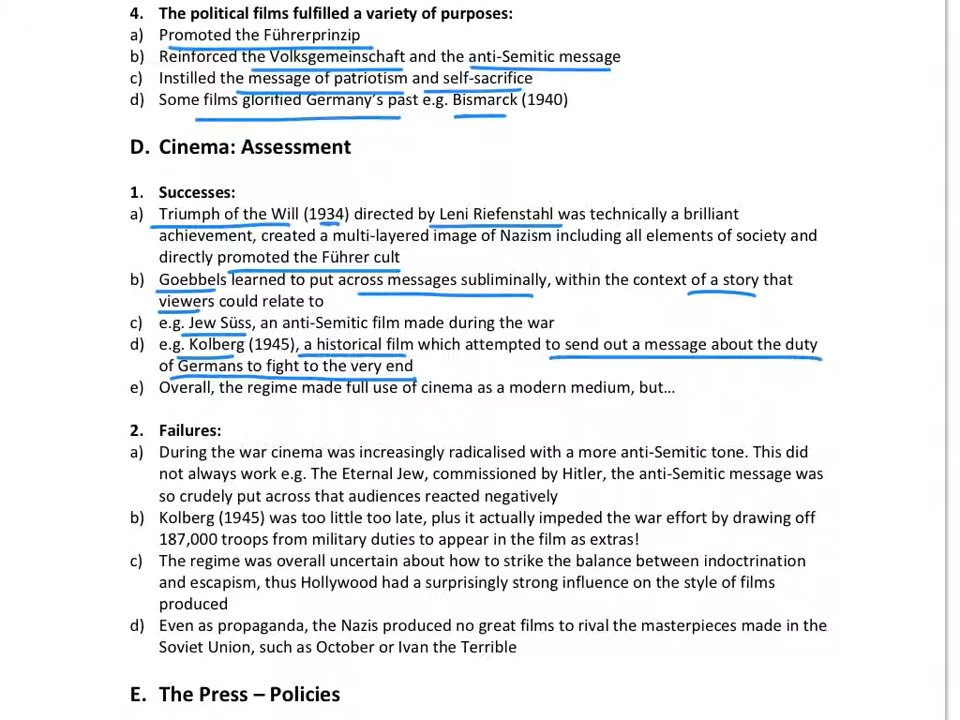 4. The political films fulfilled a variety of purposes:
a) Promoted the Führerprinzip
b) Reinforced the Volksgemeinschaft and the anti-Semitic message
c) Instilled the message of patriotism and self-sacrifice
d) Some films glorified Germany's past e.g. Bismarck (1940)
D. Cinema: Assessment
1. Successes:
a) Triumph of the Will (1934) directed by Leni Riefenstahl was technically a brilliant
achievement, created a multi-layered image of Nazism including all elements of society and
directly promoted the Führer cult
b) Goebbels learned to put across messages subliminally, within the context of a story that
viewers could relate to
c) e.g. Jew Süss, an anti-Semitic film made during the war
d) e.g. Kolberg (1945), a historical film which attempted to send out a message about the duty
of Germans to fight to the very end
e) Overall, the regime made full use of cinema as a modern medium, but...
2. Failures:
a) During the war cinema was increasingly radicalised with a more anti-Semitic tone. This did
not always work e.g. The Eternal Jew, commissioned by Hitler, the anti-Semitic message was
so crudely put across that audiences reacted negatively
b) Kolberg (1945) was too little too late, plus it actually impeded the war effort by drawing off
187,000 troops from military duties to appear in the film as extras!
c) The regime was overall uncertain about how to strike the balance between indoctrination
and escapism, thus Hollywood had a surprisingly strong influence on the style of films
produced
d) Even as propaganda, the Nazis produced no great films to rival the masterpieces made in the
Soviet Union, such as October or Ivan the Terrible
E. The Press – Policies